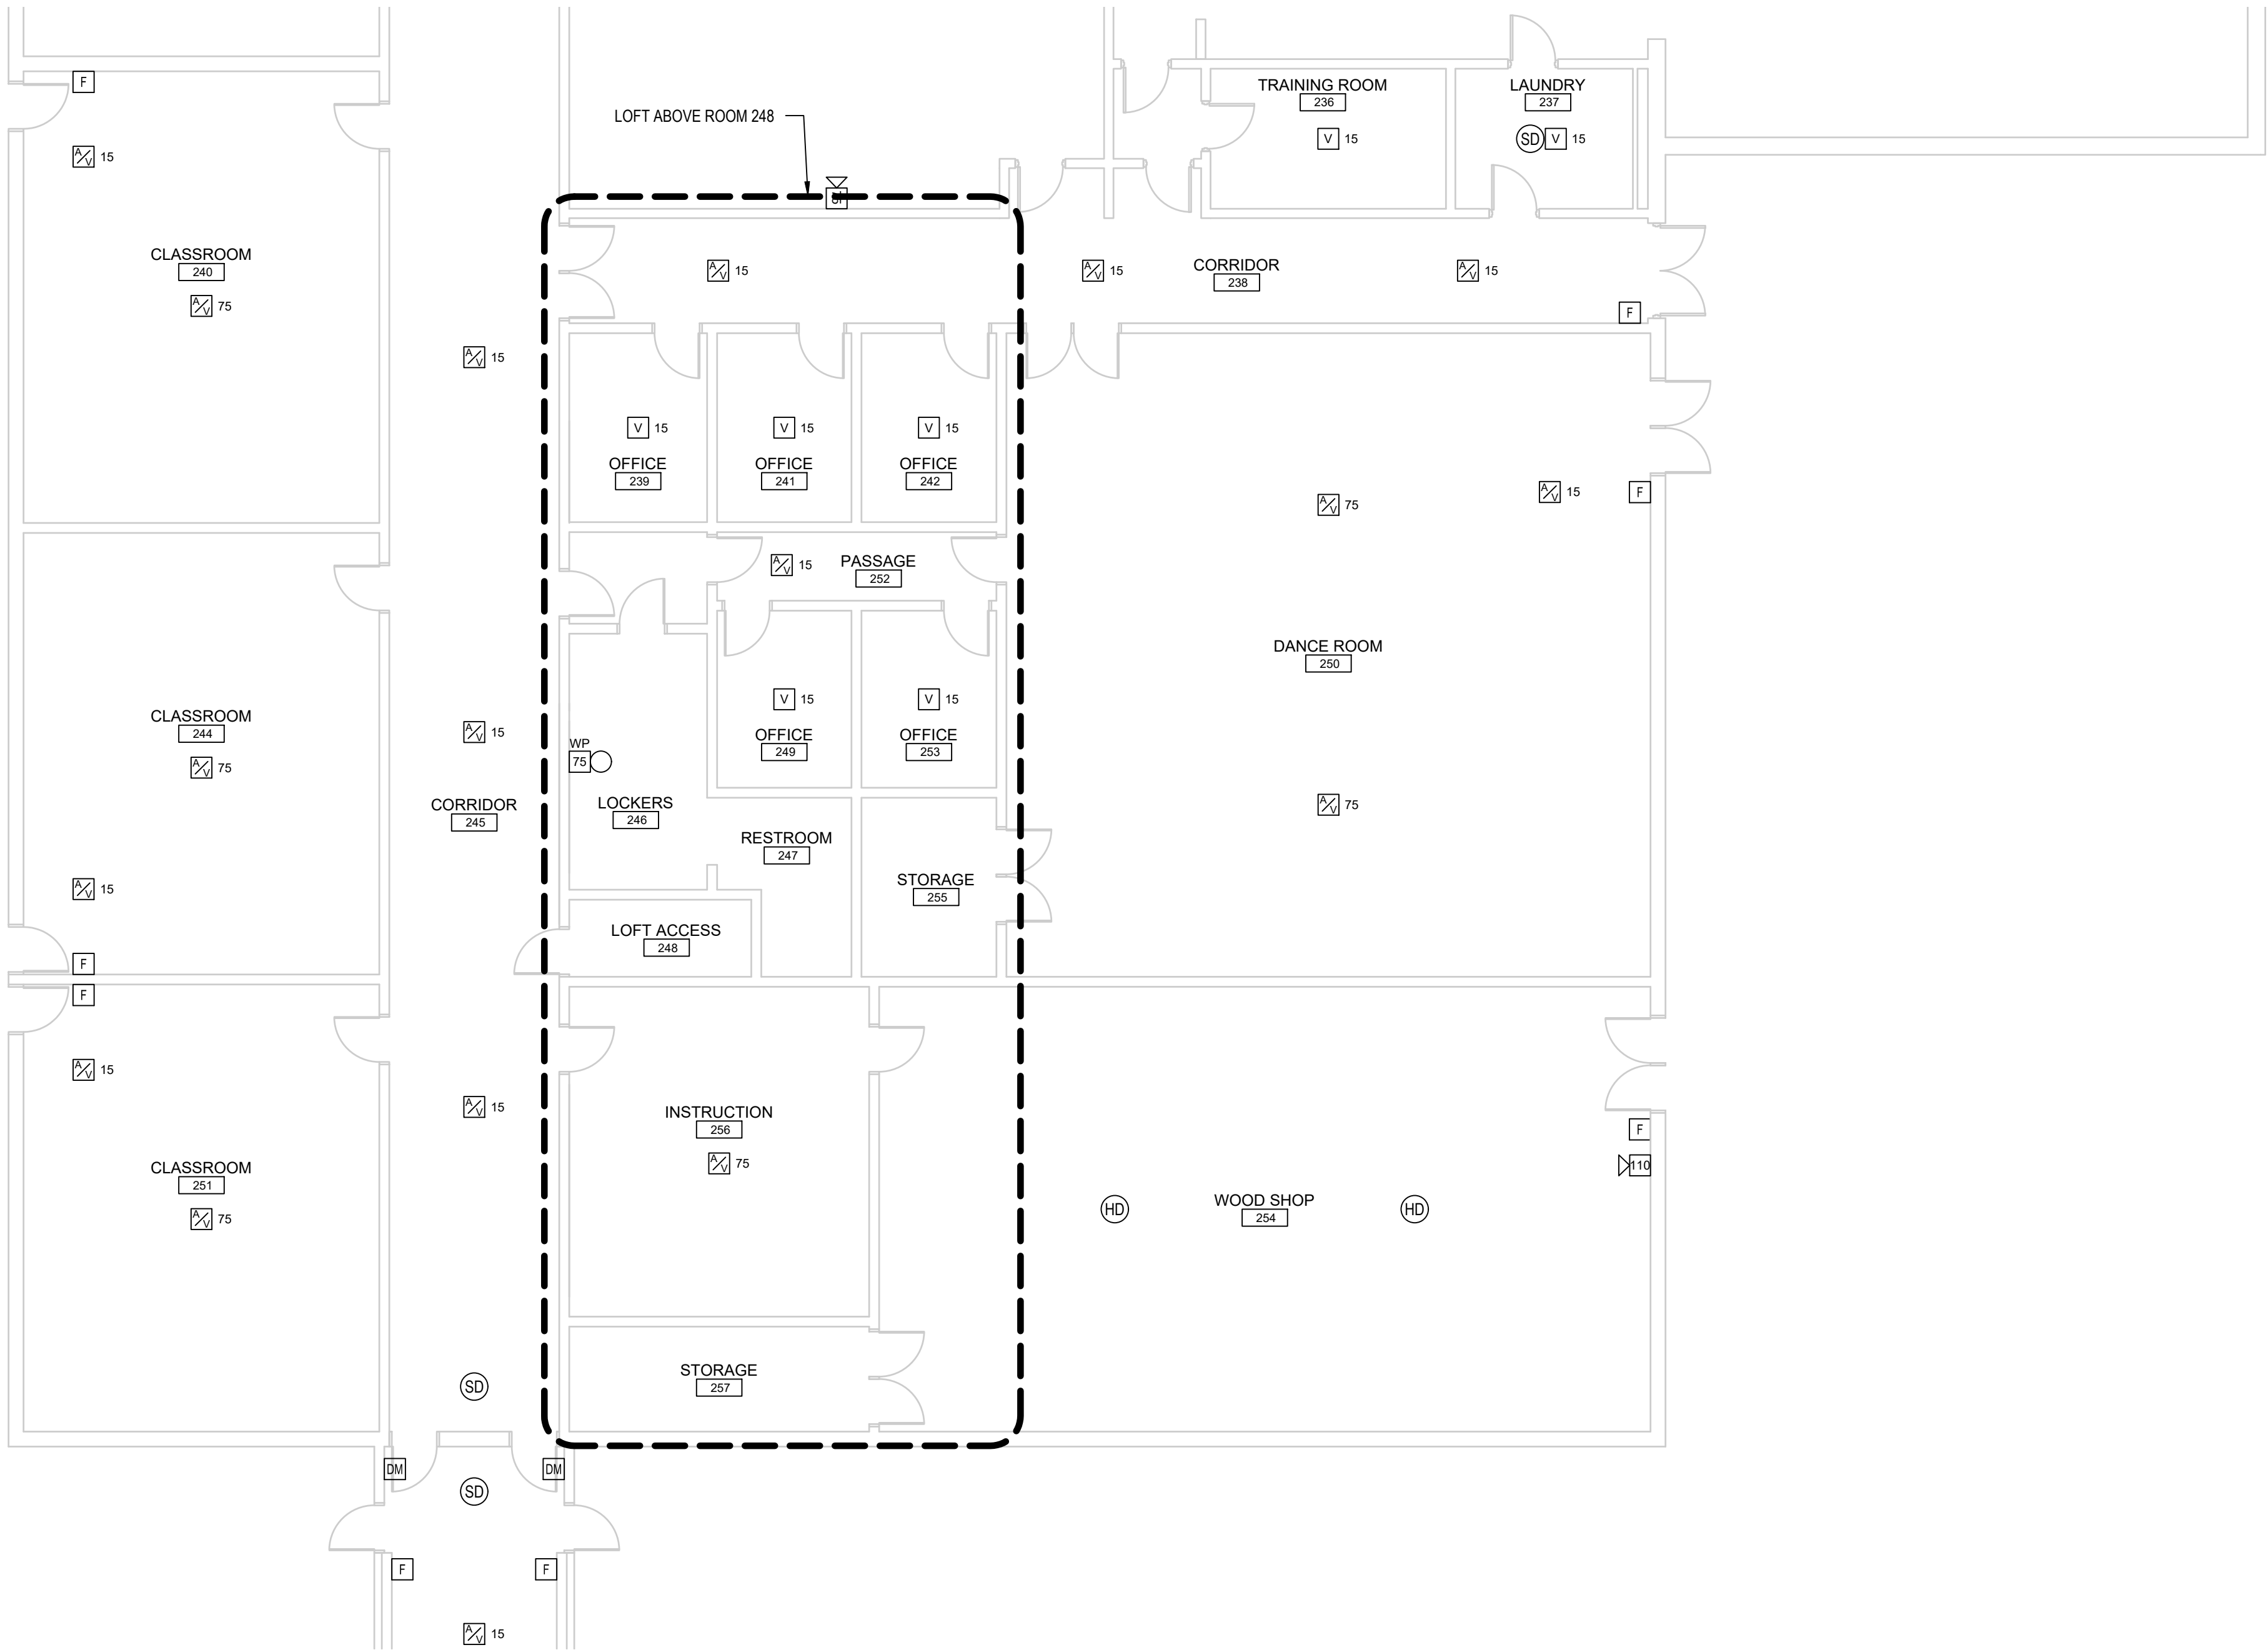 F
TRAINING ROOM
236
LAUNDRY
237
LOFT ABOVE ROOM 248
V 15
SD V 15
A/V 15
CLASSROOM
240
A/V 75
A/V 15
A/V 15
CORRIDOR
238
A/V 15
F
A/V 15
V 15
OFFICE
239
V 15
OFFICE
241
V 15
OFFICE
242
A/V 75
A/V 15
F
A/V 15
PASSAGE
252
DANCE ROOM
250
CLASSROOM
244
A/V 75
A/V 15
V 15
OFFICE
249
V 15
OFFICE
253
WP
75
CORRIDOR
245
LOCKERS
246
A/V 75
RESTROOM
247
A/V 15
STORAGE
255
LOFT ACCESS
248
F
F
A/V 15
A/V 15
INSTRUCTION
256
A/V 75
F
110
CLASSROOM
251
A/V 75
HD
WOOD SHOP
254
HD
STORAGE
257
SD
DM
DM
SD
F
F
A/V 15